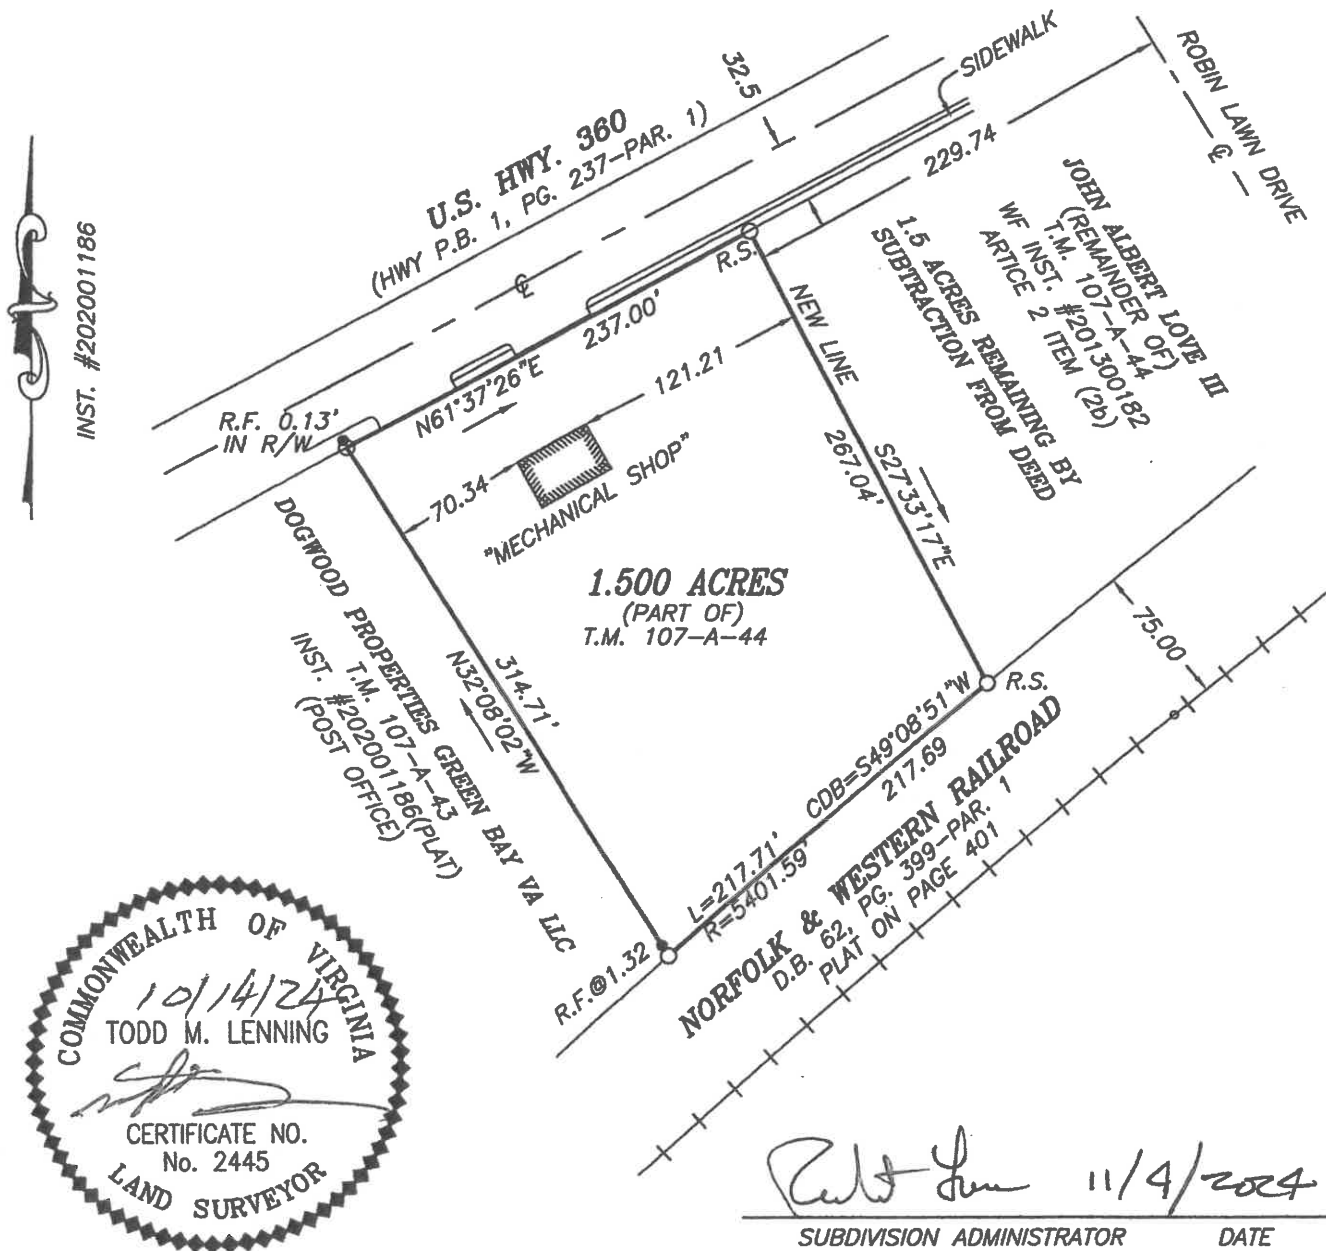 INST. #202001186
U.S. HWY. 360
(HWY P.B. 1, PG. 237-PAR. 1)
32.5
SIDEWALK
229.74
ROBIN LAWN DRIVE
℄
℄
JOHN ALBERT LOVE III
(REMAINDER OF)
T.M. 107-A-44
WF INST. #201300182
ARTICE 2 ITEM (2b)
1.5 ACRES REMAINING BY
SUBTRACTION FROM DEED
R.S.
R.F. 0.13'
IN R/W
N61°37'26"E
237.00'
121.21
NEW LINE
S27°33'17"E
267.04'
70.34
"MECHANICAL SHOP"
1.500 ACRES
(PART OF)
T.M. 107-A-44
DOGWOOD PROPERTIES GREEN BAY VA LLC
T.M. 107-A-43
INST. #202001186(PLAT)
(POST OFFICE)
314.71'
N32°08'02"W
75.00
R.S.
CDB=S49°08'51"W
217.69
L=217.71'
R=5401.59'
NORFOLK & WESTERN RAILROAD
D.B. 62, PG. 399-PAR. 1
PLAT ON PAGE 401
R.F.@1.32
COMMONWEALTH OF VIRGINIA
10/14/24
TODD M. LENNING
CERTIFICATE NO.
No. 2445
LAND SURVEYOR
11/4/2024
SUBDIVISION ADMINISTRATOR DATE